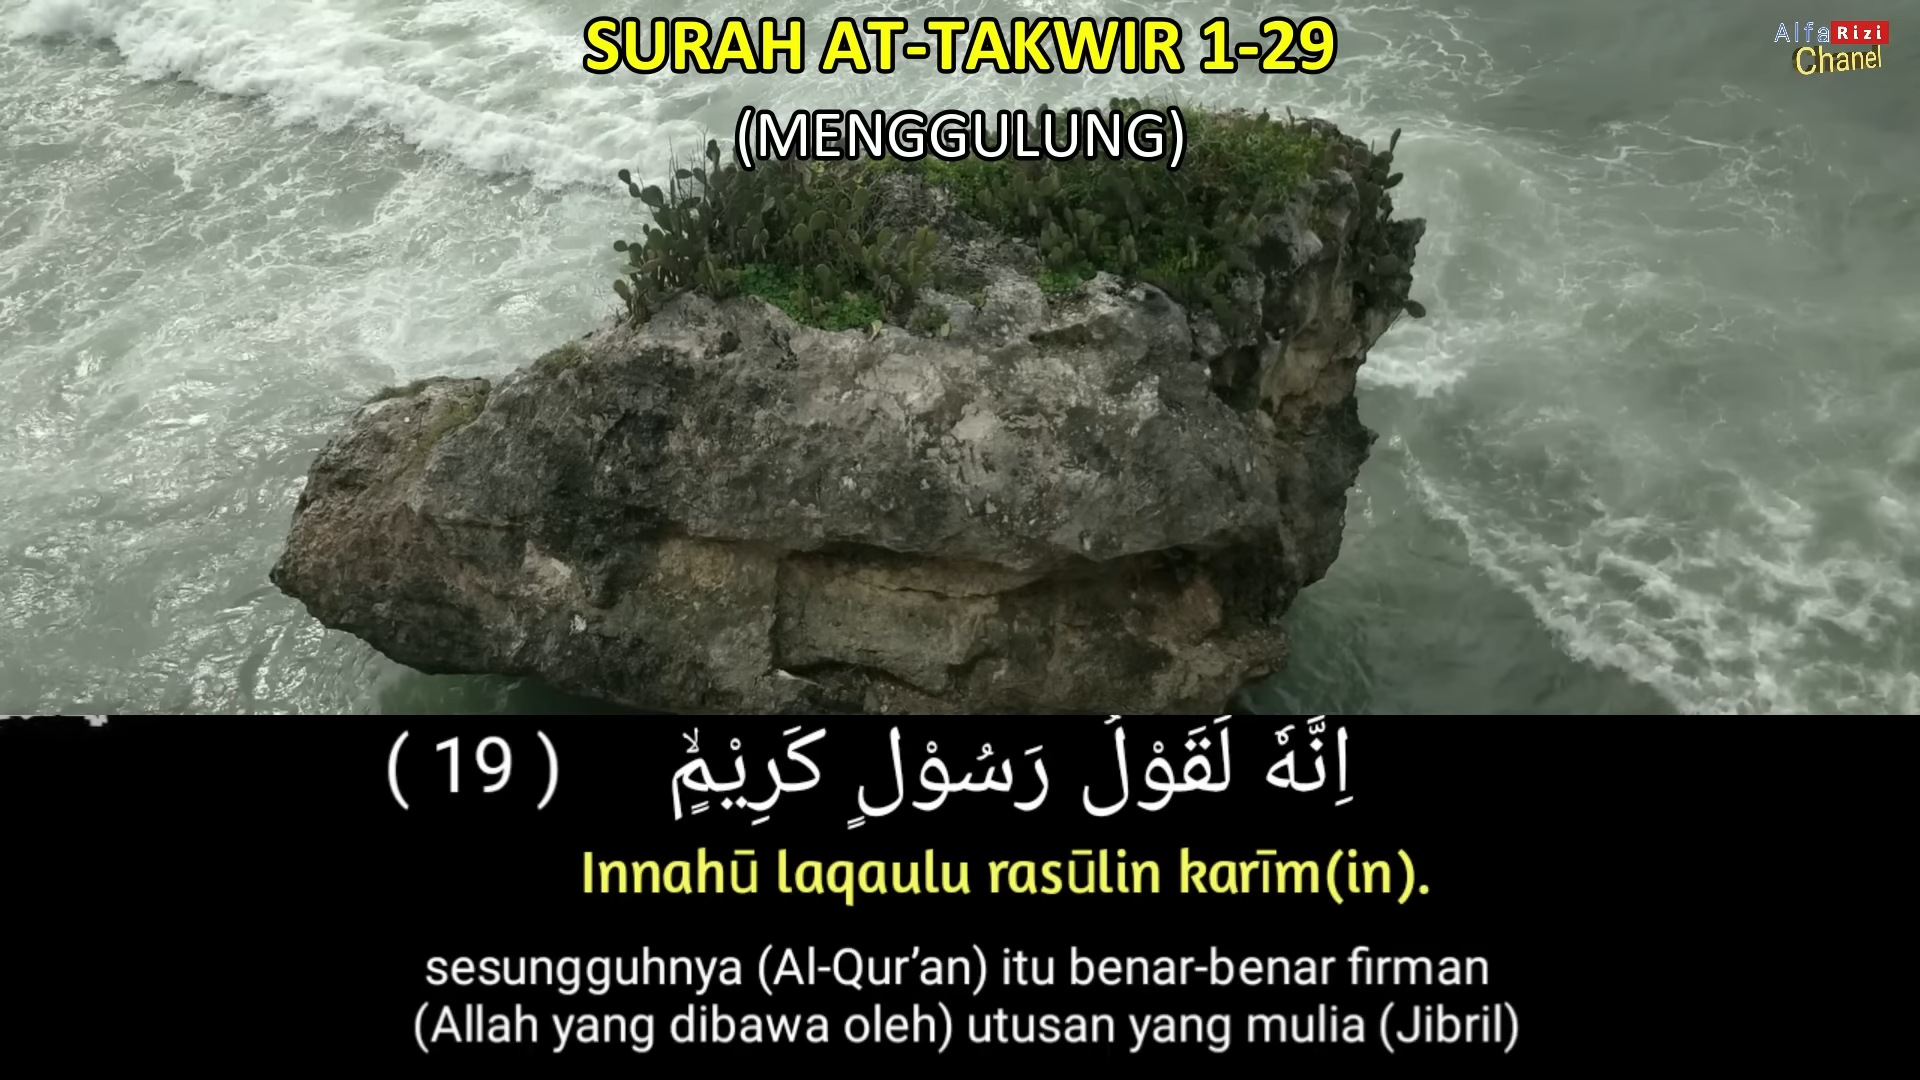 SURAH AT-TAKWIR 1-29
Alfa Rizi
Chanel
(MENGGULUNG)
اِنَّهٗ لَقَوْلُ رَسُوْلٍ كَرِيْمٍۙ ( 19 )
Innahū laqaulu rasūlin karīm(in).
sesungguhnya (Al-Qur’an) itu benar-benar firman
(Allah yang dibawa oleh) utusan yang mulia (Jibril)